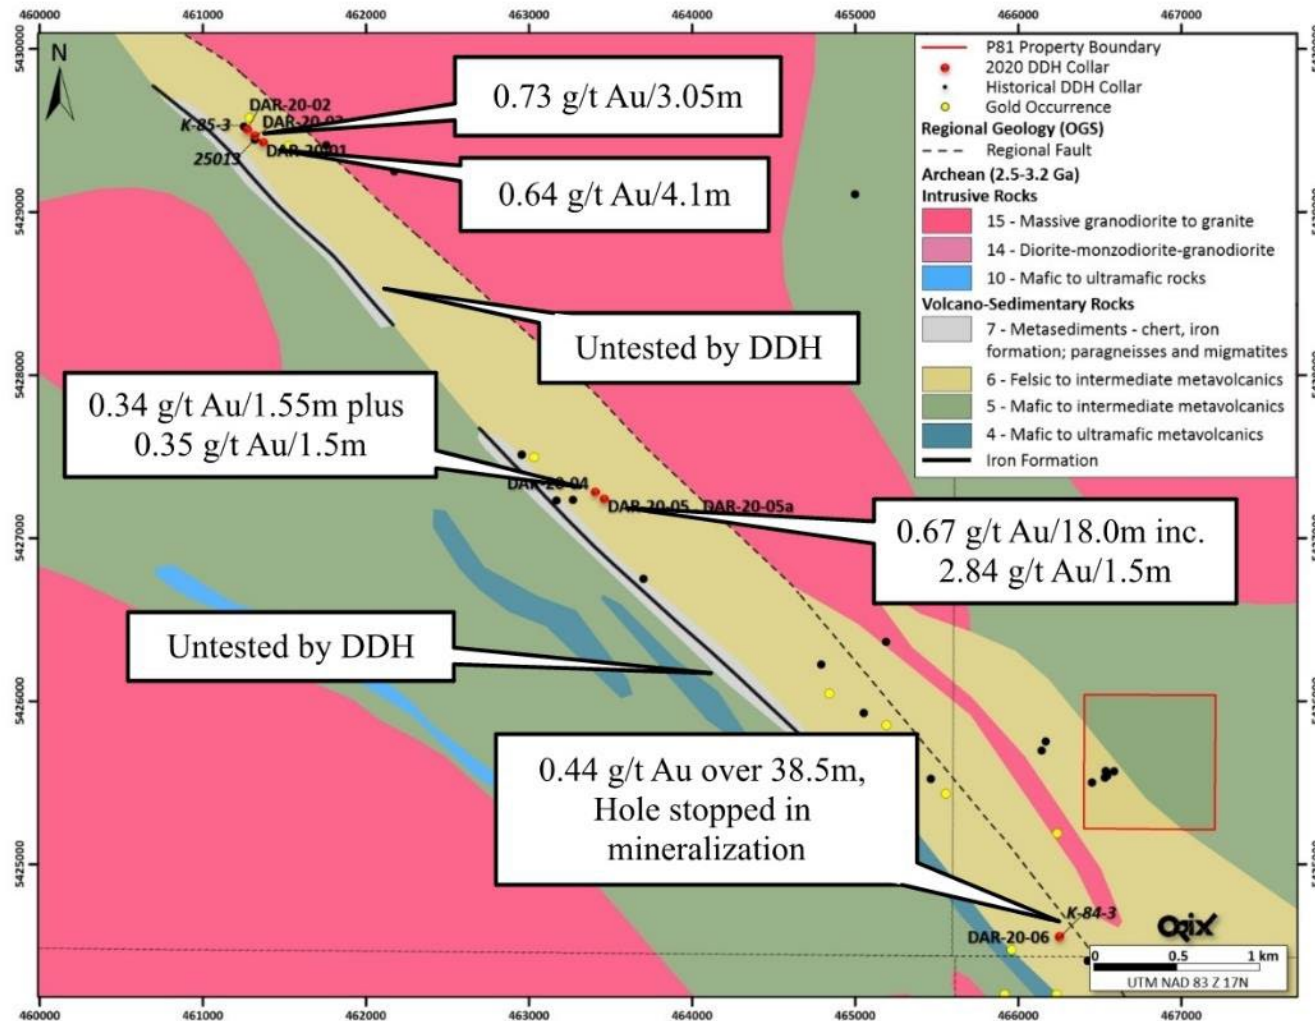 460000 461000 462000 463000 464000 465000 466000 467000
5430000
5429000
5428000
5427000
5426000
5425000
N
DAR-20-02
K-85-3
25013
DAR-20-01
0.73 g/t Au/3.05m
0.64 g/t Au/4.1m
Untested by DDH
0.34 g/t Au/1.55m plus
0.35 g/t Au/1.5m
DAR-20-04
DAR-20-05 DAR-20-05a
0.67 g/t Au/18.0m inc.
2.84 g/t Au/1.5m
Untested by DDH
0.44 g/t Au over 38.5m,
Hole stopped in
mineralization
K-84-3
DAR-20-06
P81 Property Boundary
2020 DDH Collar
Historical DDH Collar
Gold Occurrence
Regional Geology (OGS)
Regional Fault
Archean (2.5-3.2 Ga)
Intrusive Rocks
15 - Massive granodiorite to granite
14 - Diorite-monzodiorite-granodiorite
10 - Mafic to ultramafic rocks
Volcano-Sedimentary Rocks
7 - Metasediments - chert, iron
formation; paragneisses and migmatites
6 - Felsic to intermediate metavolcanics
5 - Mafic to intermediate metavolcanics
4 - Mafic to ultramafic metavolcanics
Iron Formation
Orix
0 0.5 1 km
UTM NAD 83 Z 17N
460000 461000 462000 463000 464000 465000 466000 467000